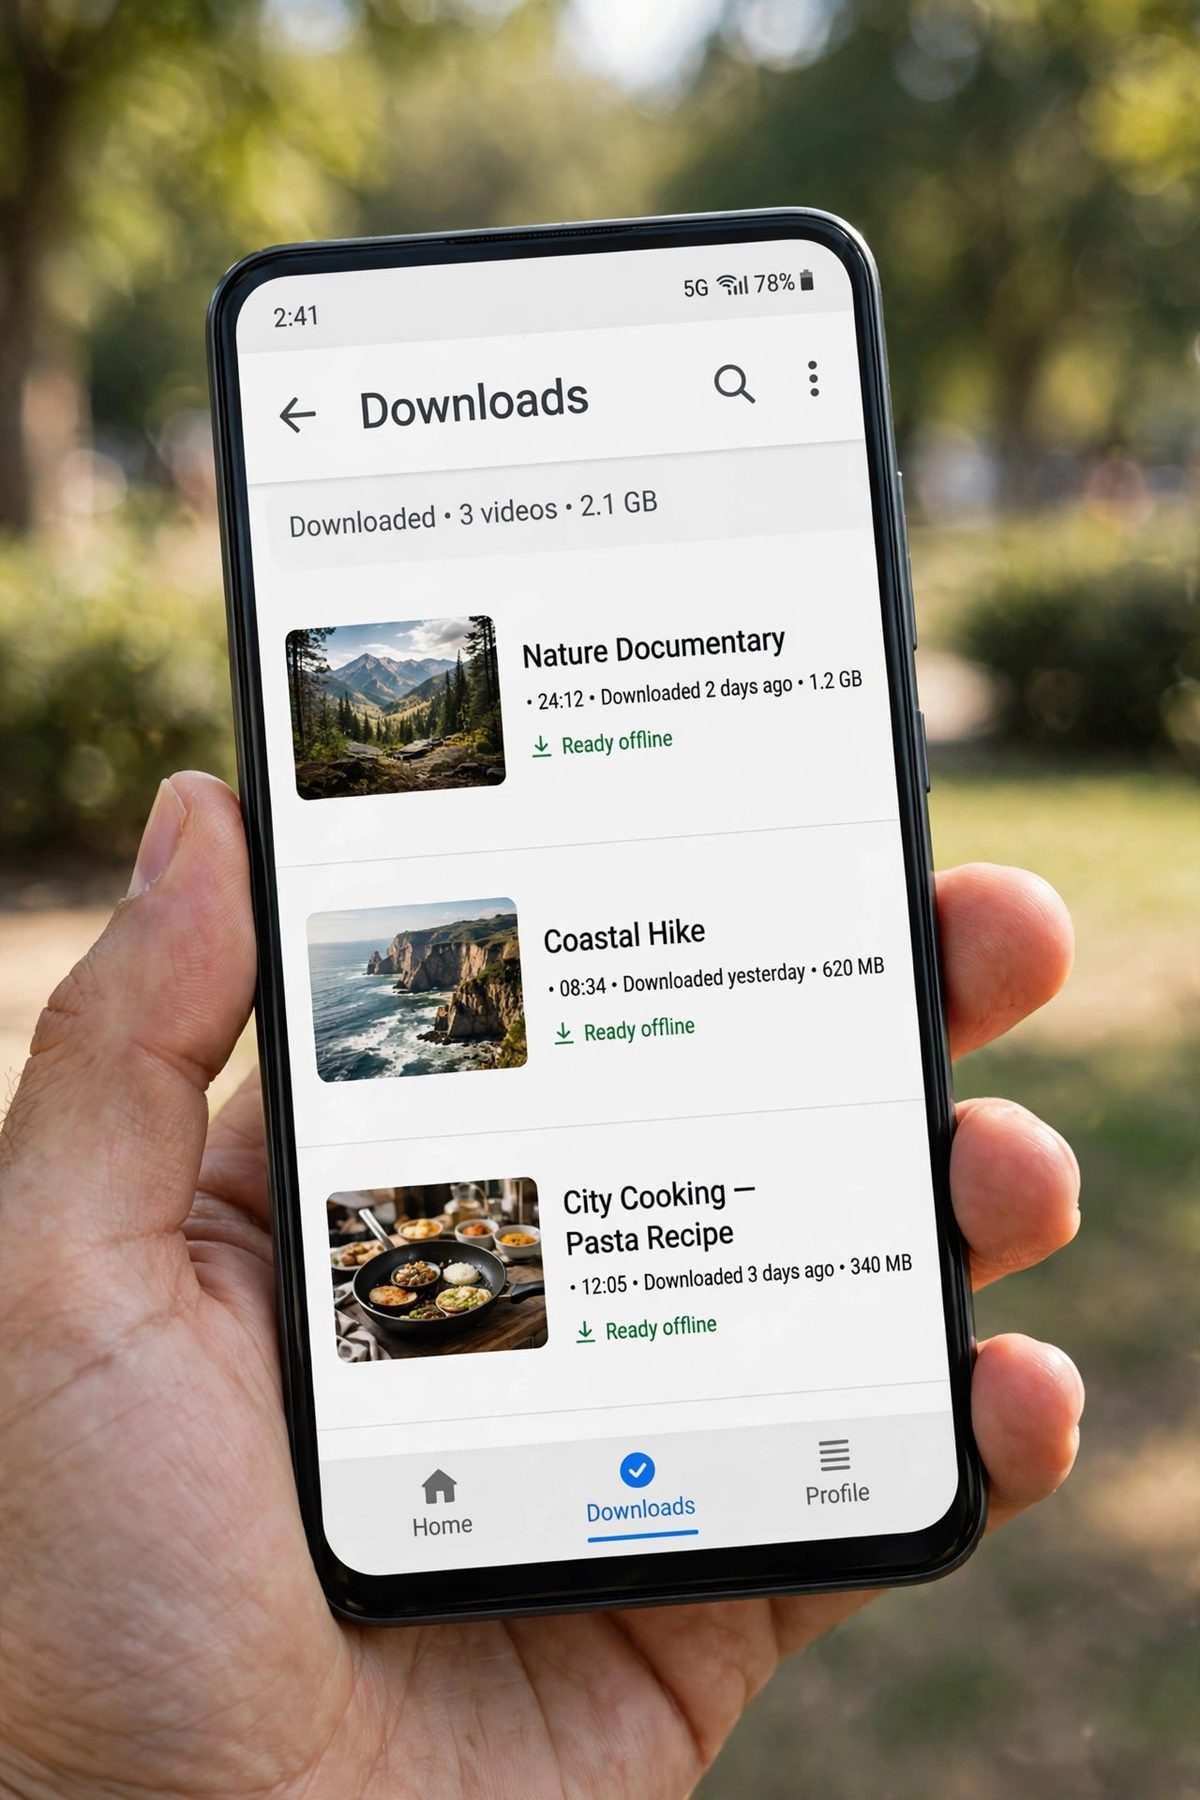 2:41
5G 78%
Downloads
Downloaded • 3 videos • 2.1 GB
Nature Documentary
• 24:12 • Downloaded 2 days ago • 1.2 GB
Ready offline
Coastal Hike
• 08:34 • Downloaded yesterday • 620 MB
Ready offline
City Cooking —
Pasta Recipe
• 12:05 • Downloaded 3 days ago • 340 MB
Ready offline
Home
Downloads
Profile